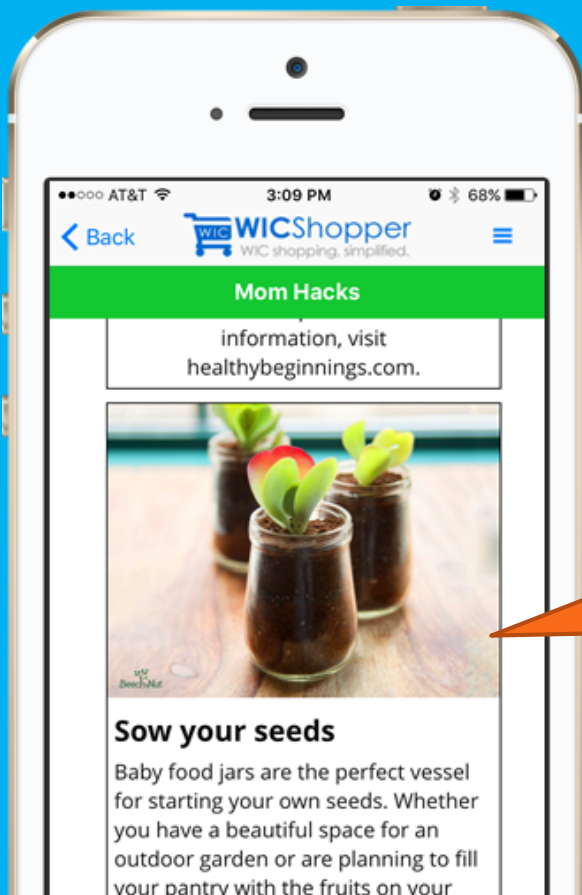 AT&T 3:09 PM 68%
Back
WIC WICShopper
WIC shopping, simplified.
Mom Hacks
information, visit
healthybeginnings.com.
Beech-Nut
Sow your seeds
Baby food jars are the perfect vessel
for starting your own seeds. Whether
you have a beautiful space for an
outdoor garden or are planning to fill
your pantry with the fruits on your